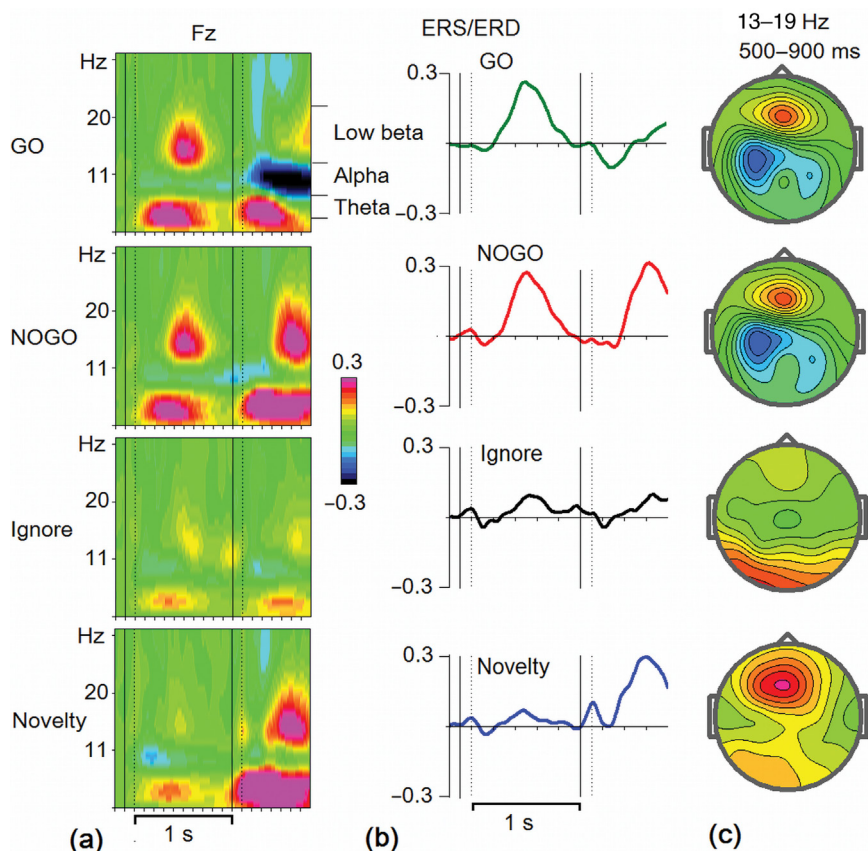 Fz
Hz
20
11
GO
Low beta
Alpha
Theta
Hz
20
11
NOGO
0.3
−0.3
Hz
20
11
Ignore
Hz
20
11
Novelty
(a)
1 s
ERS/ERD
GO
0.3
−0.3
NOGO
0.3
−0.3
Ignore
0.3
−0.3
Novelty
0.3
−0.3
(b)
1 s
13–19 Hz
500–900 ms
(c)